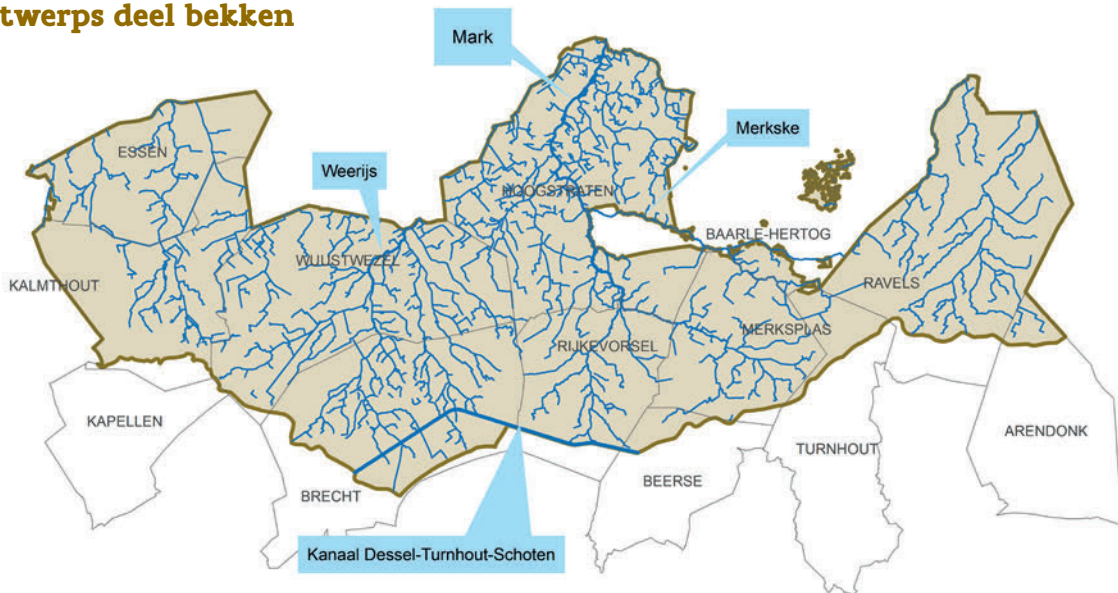 twerps deel bekken
Mark
Merkske
ESSEN
Weerijs
HOOGSTRATEN
BAARLE-HERTOG
WUUSTWEZEL
KALMTHOUT
RAVELS
MERKSPLAS
RIJKEVORSEL
KAPELLEN
ARENDONK
TURNHOUT
BEERSE
BRECHT
Kanaal Dessel-Turnhout-Schoten